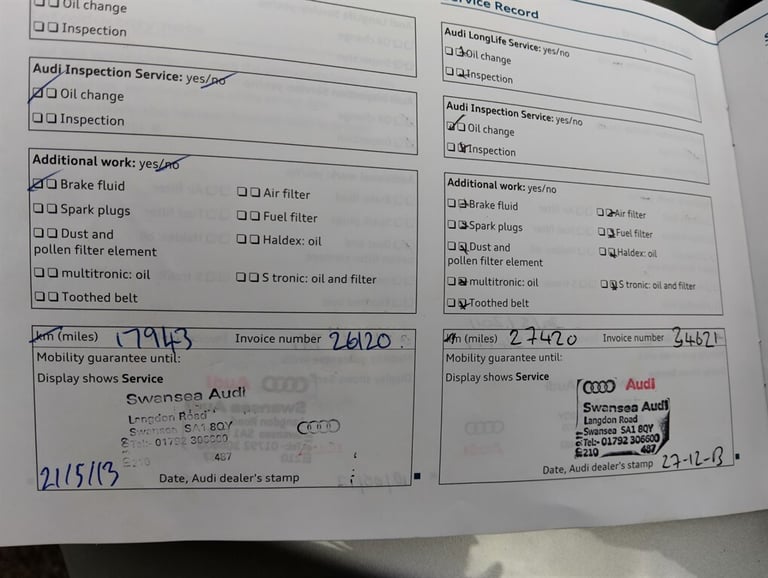 Oil change
Inspection
Audi Inspection Service: yes/no
Oil change
Inspection
Additional work: yes/no
Brake fluid
Air filter
Spark plugs
Fuel filter
Dust and
pollen filter element
Haldex: oil
multitronic: oil
S tronic: oil and filter
Toothed belt
km (miles) 17943 Invoice number 26120
Mobility guarantee until:
Display shows Service
Swansea Audi
Langdon Road
Swansea SA1 8QY
Tel:- 01792 306600
210 487
21/5/13
Date, Audi dealer's stamp
Service Record
Audi LongLife Service: yes/no
Oil change
Inspection
Audi Inspection Service: yes/no
Oil change
Inspection
Additional work: yes/no
Brake fluid
Air filter
Spark plugs
Fuel filter
Dust and
pollen filter element
Haldex: oil
multitronic: oil
S tronic: oil and filter
Toothed belt
km (miles) 27420 Invoice number 34621
Mobility guarantee until:
Display shows Service
Audi
Swansea Audi
Langdon Road
Swansea SA1 8QY
Tel:- 01792 306600
210 487
Date, Audi dealer's stamp 27-12-13